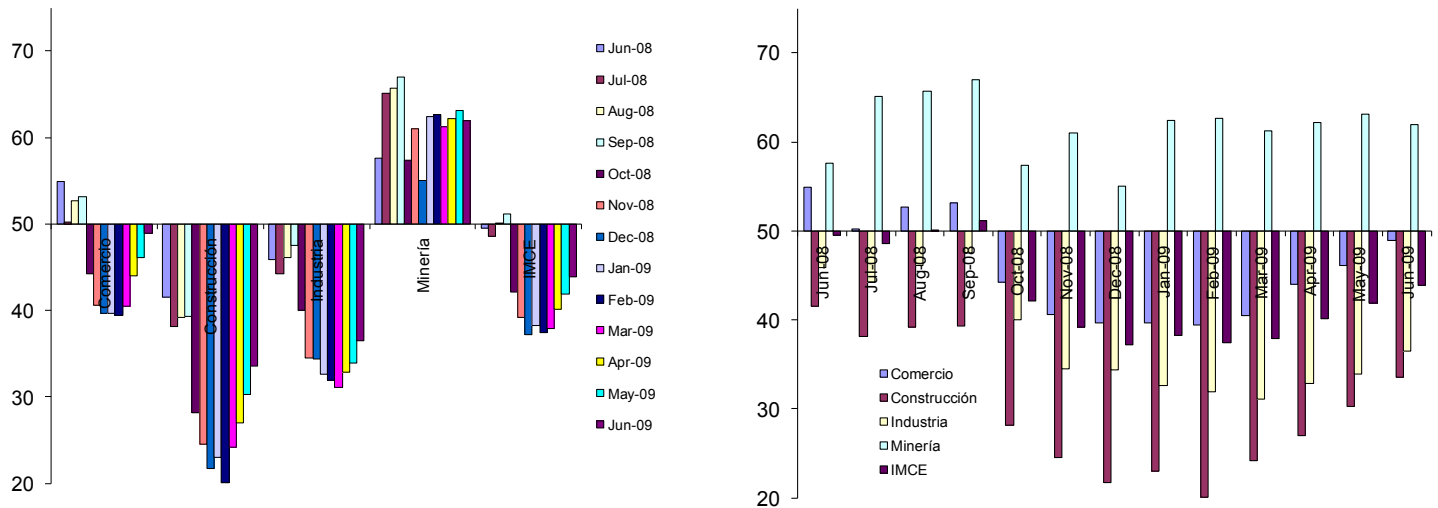 70
60
50
40
30
20
Comercio
Construcción
Industria
Minería
IMCE
Jun-08
Jul-08
Aug-08
Sep-08
Oct-08
Nov-08
Dec-08
Jan-09
Feb-09
Mar-09
Apr-09
May-09
Jun-09
70
60
50
40
30
20
Jun-08
Jul-08
Aug-08
Sep-08
Oct-08
Nov-08
Dec-08
Jan-09
Feb-09
Mar-09
Apr-09
May-09
Jun-09
Comercio
Construcción
Industria
Minería
IMCE